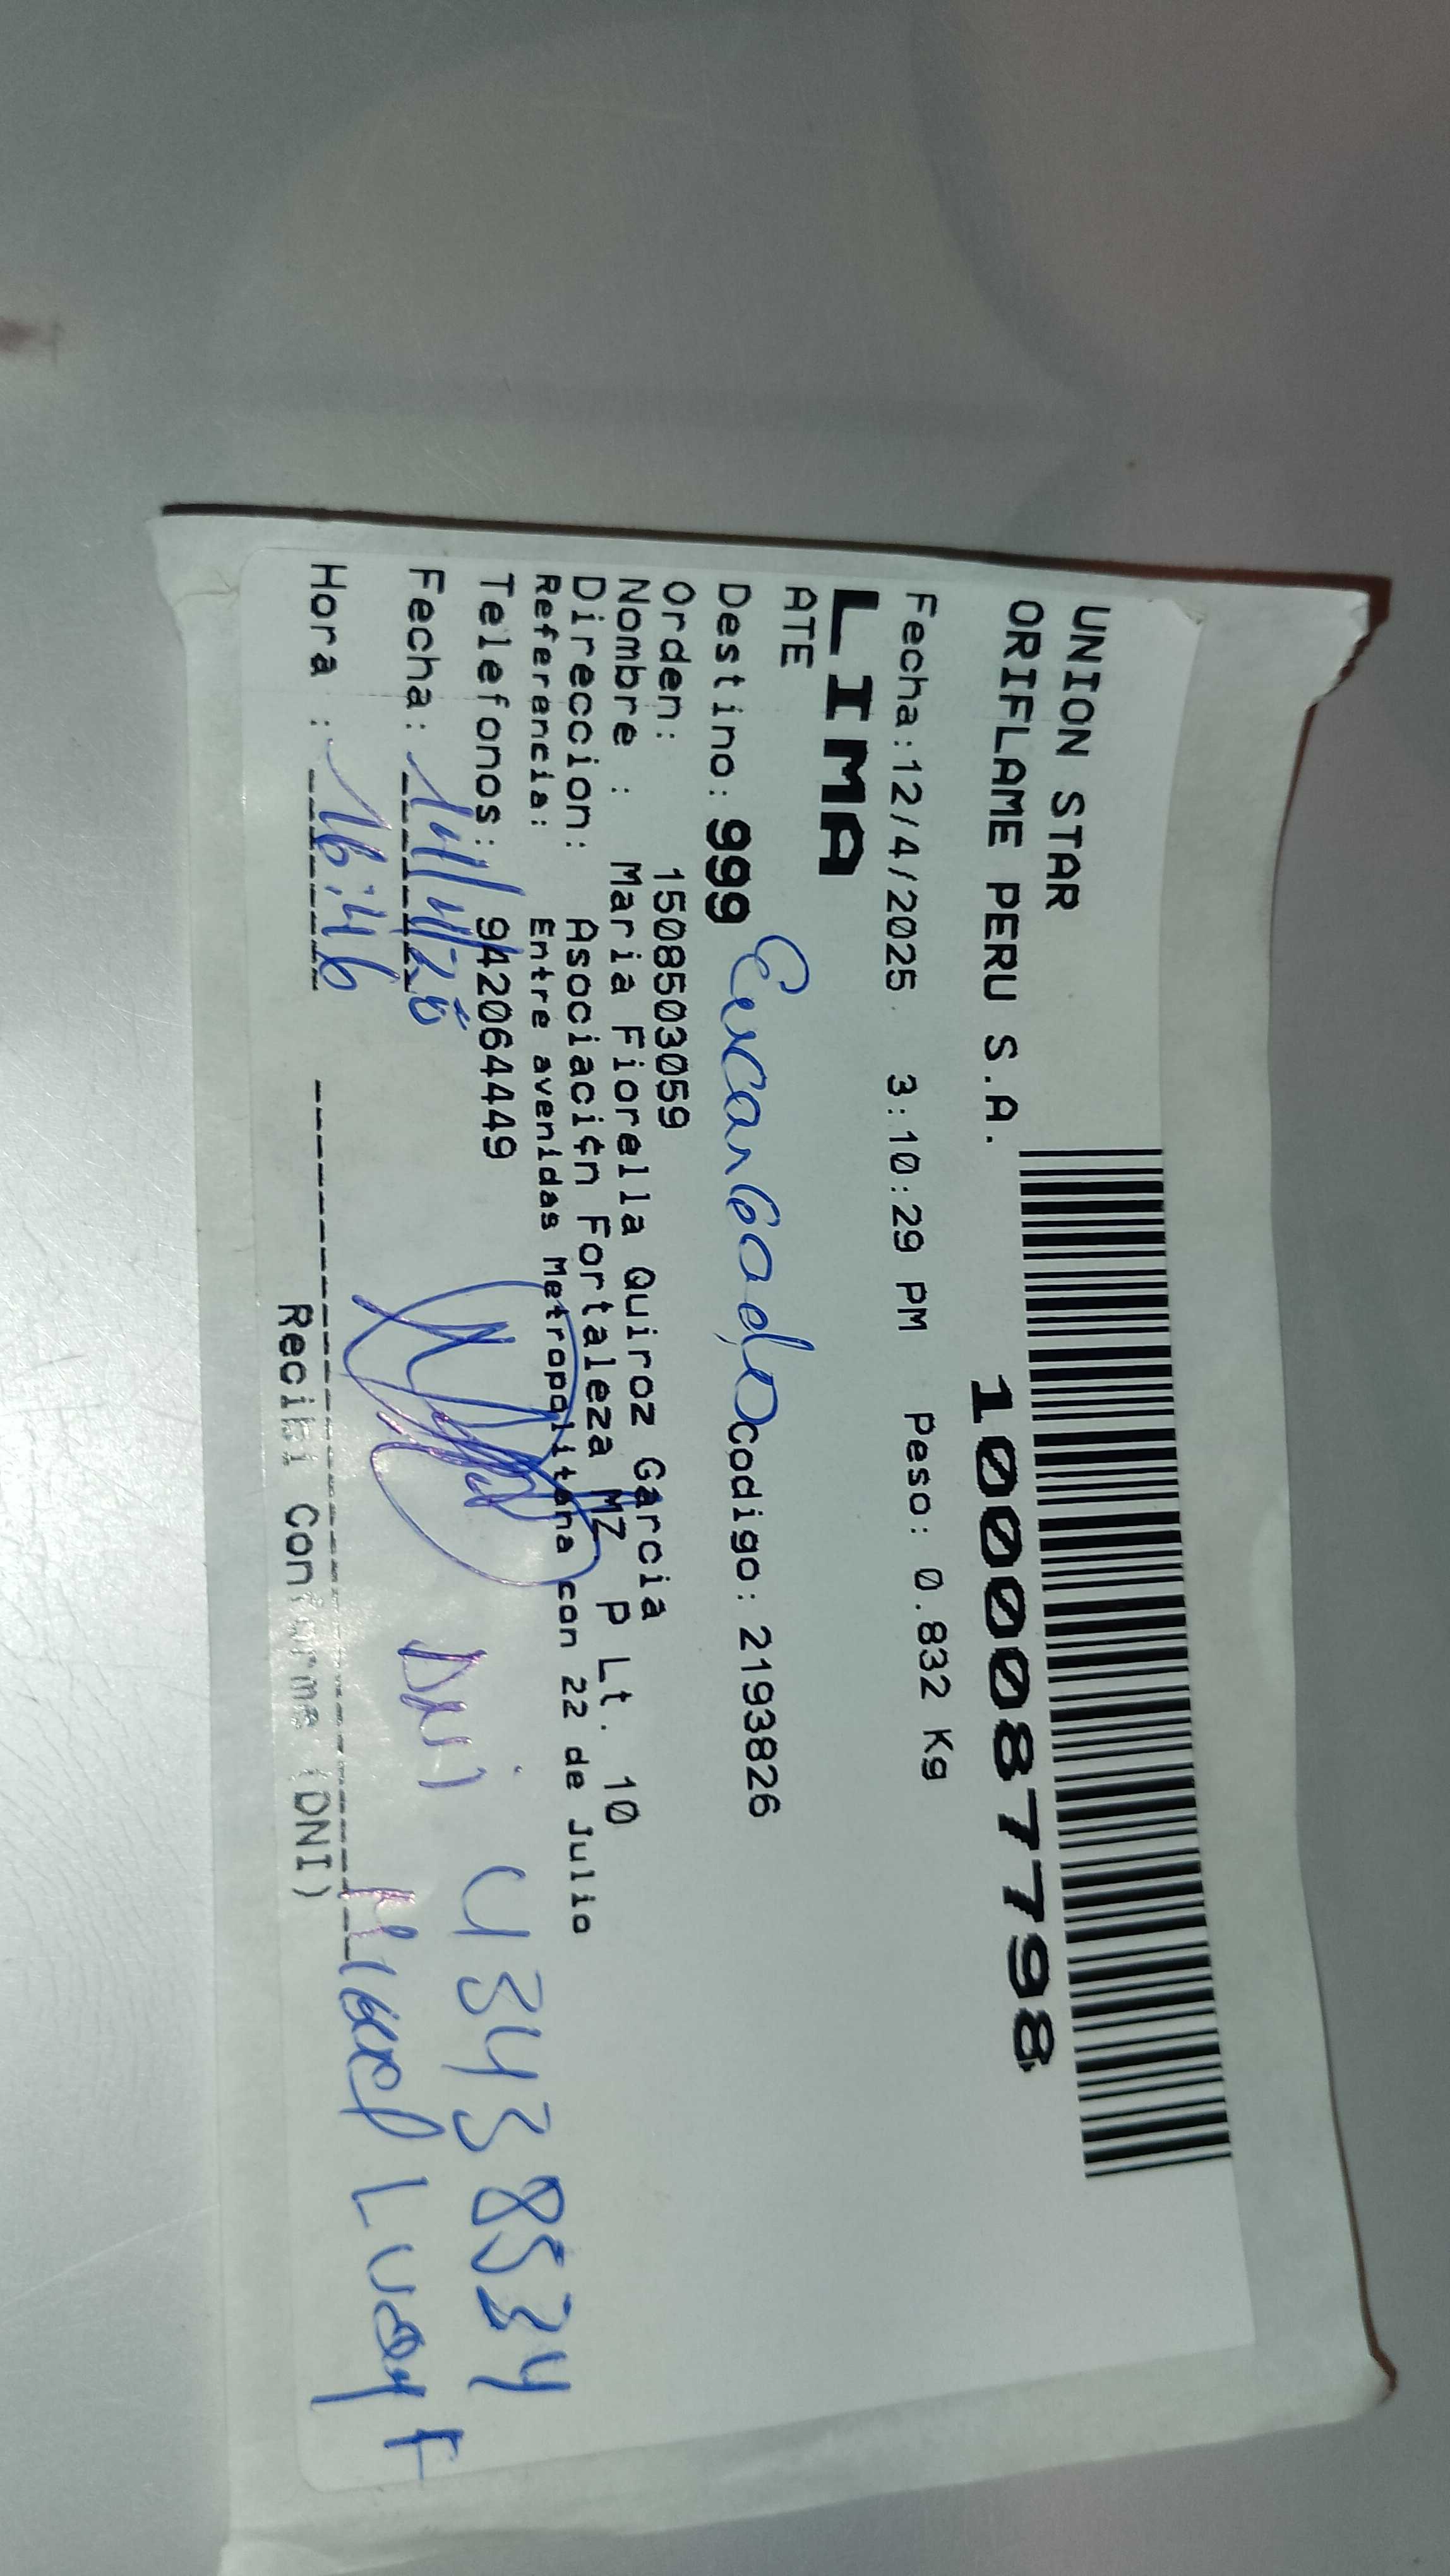 UNION STAR
ORIFLAME PERU S.A.
10000877798
Fecha:12/4/2025 3:10:29 PM Peso: 0.832 Kg
LIMA
ATE
Destino: 999 Encargado Codigo: 2193826
Orden: 1508503059
Nombre : Maria Fiorella Quiroz Garcia
Direccion: Asociaci¢n Fortaleza MZ P Lt. 10
Referencia: Entre avenidas Metropolitana con 22 de Julio
Telefonos: 942064449
Fecha:
Hora : 16:46
DNI 43438534
Recibi Conforme (DNI)